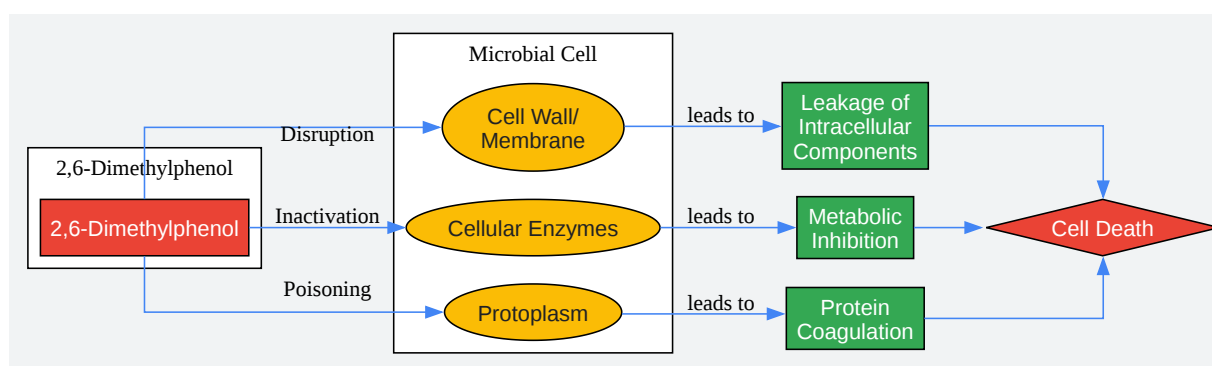 Microbial Cell
2,6-Dimethylphenol
2,6-Dimethylphenol
Disruption
Cell Wall/
Membrane
leads to
Leakage of
Intracellular
Components
Inactivation
Cellular Enzymes
leads to
Metabolic
Inhibition
Cell Death
Poisoning
Protoplasm
leads to
Protein
Coagulation